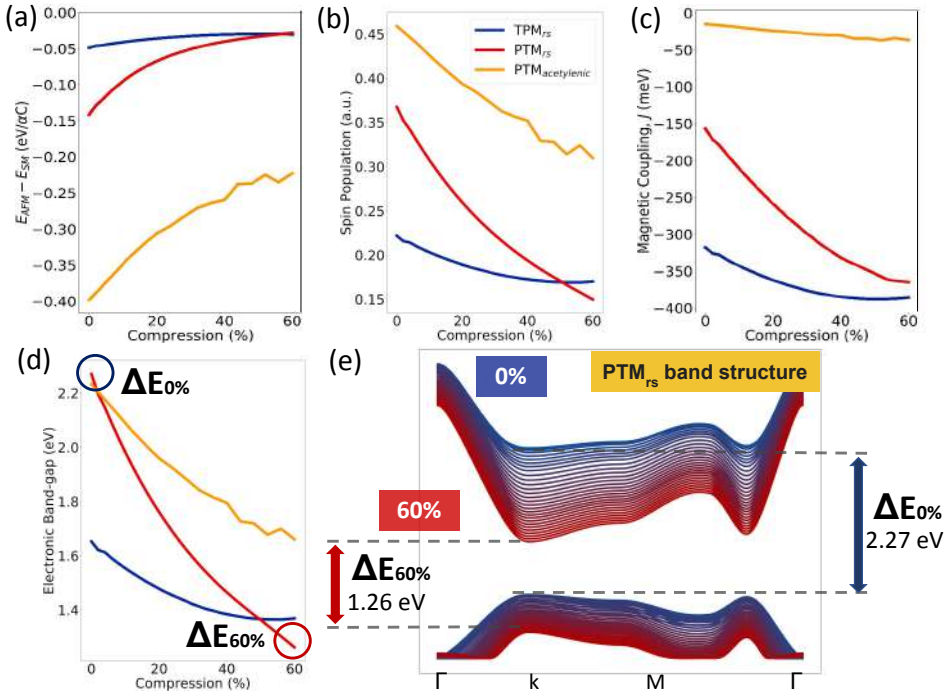 (a)
E_AFM − E_SM (eV/αC)
0.00
−0.05
−0.10
−0.15
−0.20
−0.25
−0.30
−0.35
−0.40
0 20 40 60
Compression (%)
(b)
TPM_rs
PTM_rs
PTM_acetylenic
Spin Population (a.u.)
0.45
0.40
0.35
0.30
0.25
0.20
0.15
0 20 40 60
Compression (%)
(c)
Magnetic Coupling, J (meV)
0
−50
−100
−150
−200
−250
−300
−350
−400
0 20 40 60
Compression (%)
(d)
ΔE0%
Electronic Band-gap (eV)
2.2
2.0
1.8
1.6
1.4
ΔE60%
0 20 40 60
Compression (%)
(e)
0%
PTM_rs band structure
60%
ΔE0%
2.27 eV
ΔE60%
1.26 eV
Γ k M Γ